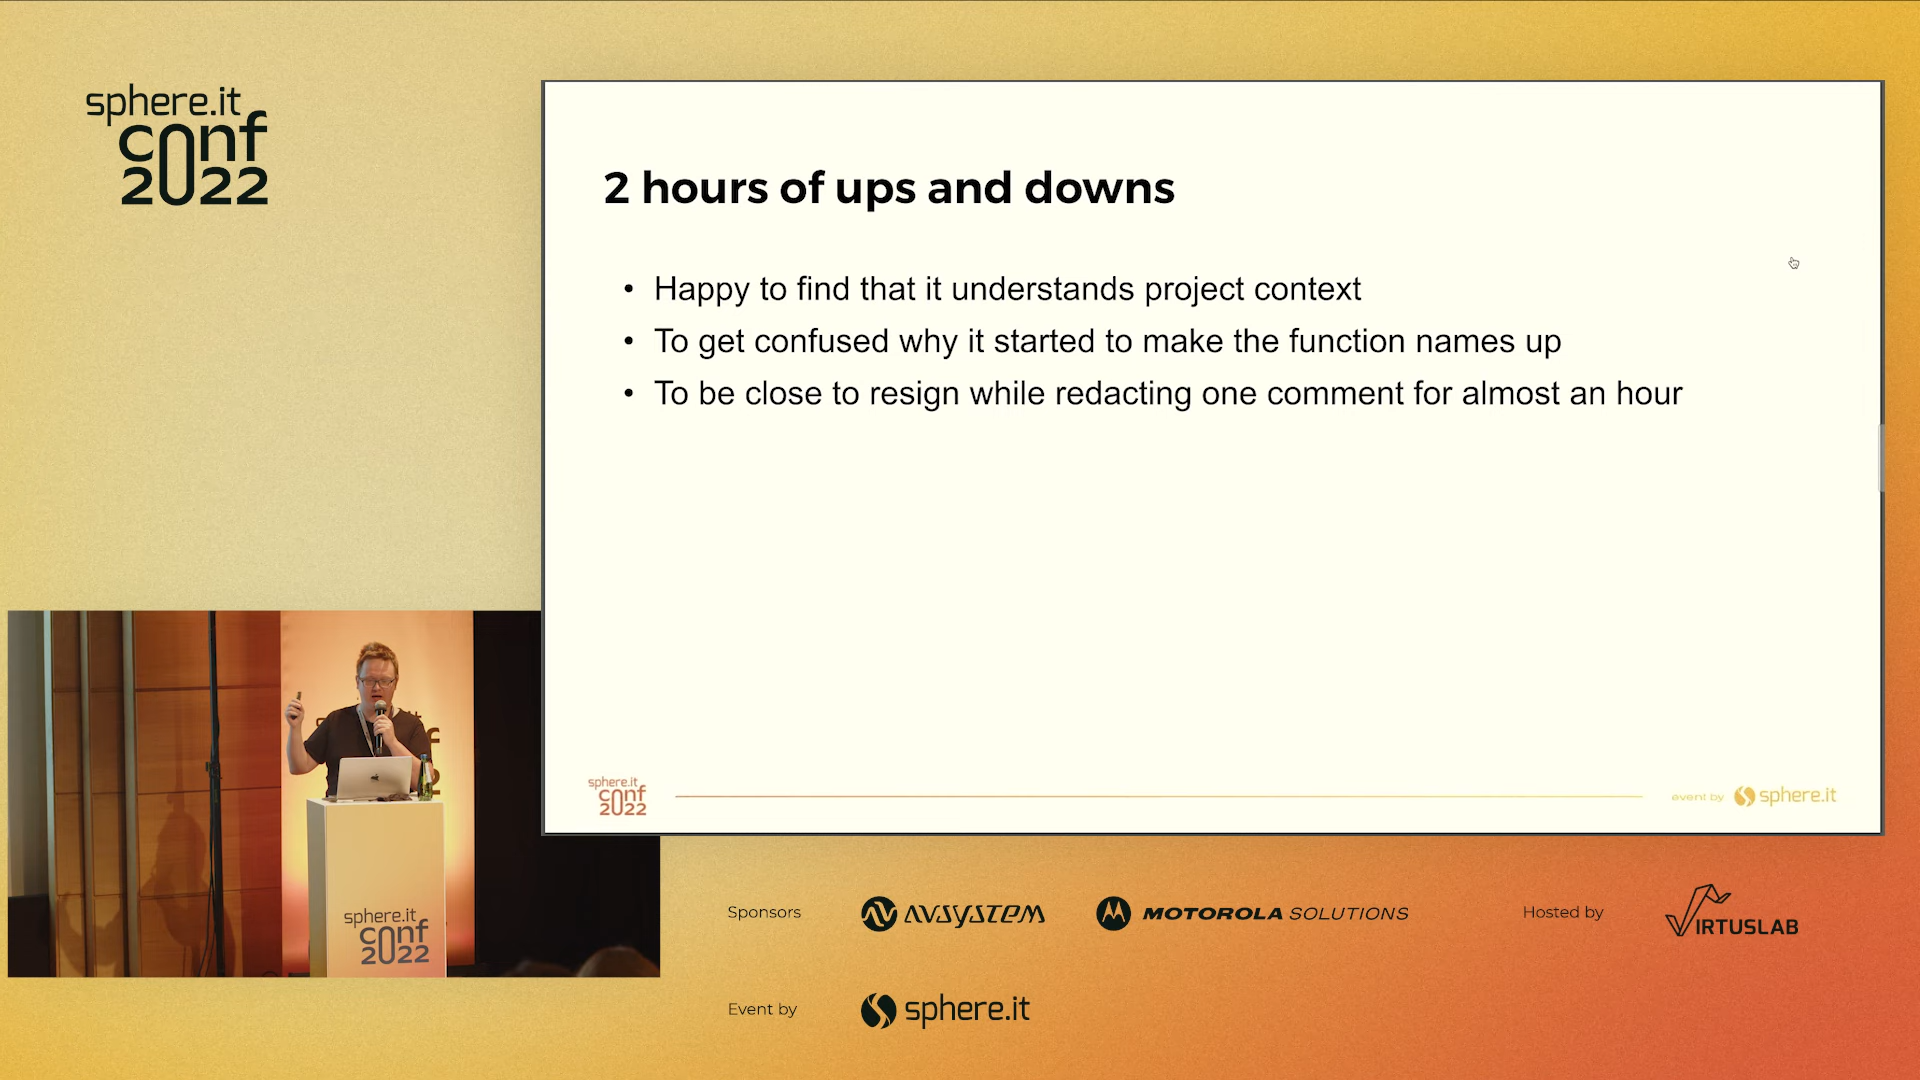 sphere.it
conf
2022
2 hours of ups and downs
• Happy to find that it understands project context
• To get confused why it started to make the function names up
• To be close to resign while redacting one comment for almost an hour
sphere.it
conf
2022
event by sphere.it
sphere.it
conf
2022
Sponsors AVSYSTEM MOTOROLA SOLUTIONS Hosted by VIRTUSLAB
Event by sphere.it